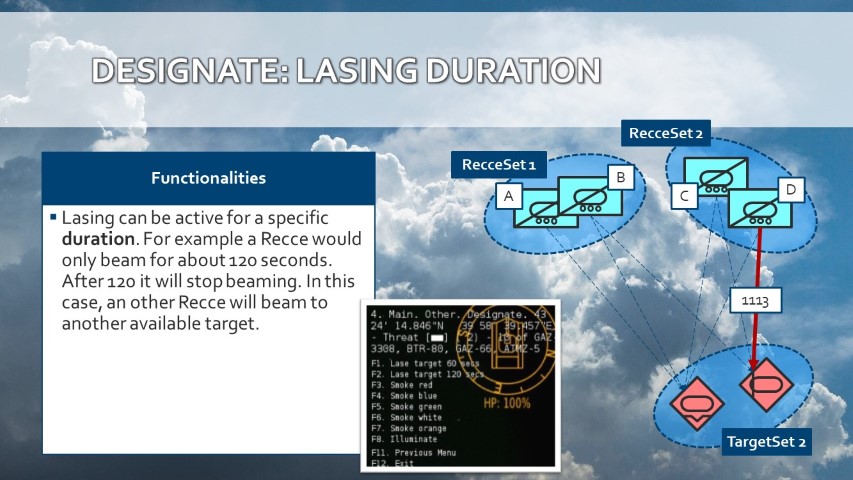 DESIGNATE: LASING DURATION
Functionalities
Lasing can be active for a specific
duration. For example a Recce would
only beam for about 120 seconds.
After 120 it will stop beaming. In this
case, an other Recce will beam to
another available target.
RecceSet 1
A
B
RecceSet 2
C
D
1113
TargetSet 2
4. Main. Other. Designate. 43
24' 14.846"N 39 58' 39.457"E
- Threat [ ] 2) - 1D of GAZ-
3308, BTR-80, GAZ-66, ATMZ-5
F1. Lase target 60 secs
F2. Lase target 120 secs
F3. Smoke red
F4. Smoke blue
F5. Smoke green
F6. Smoke white
F7. Smoke orange
F8. Illuminate
F11. Previous Menu
F12. Exit
HP: 100%